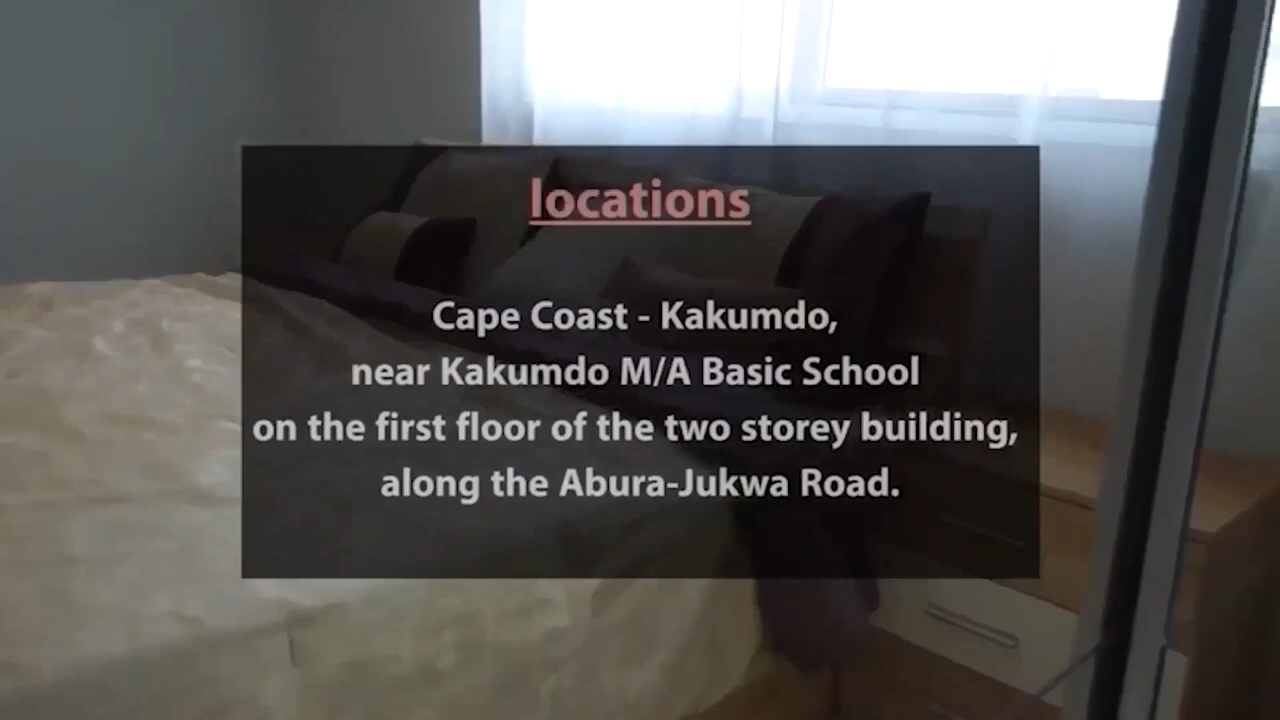 locations
Cape Coast - Kakumdo,
near Kakumdo M/A Basic School
on the first floor of the two storey building,
along the Abura-Jukwa Road.